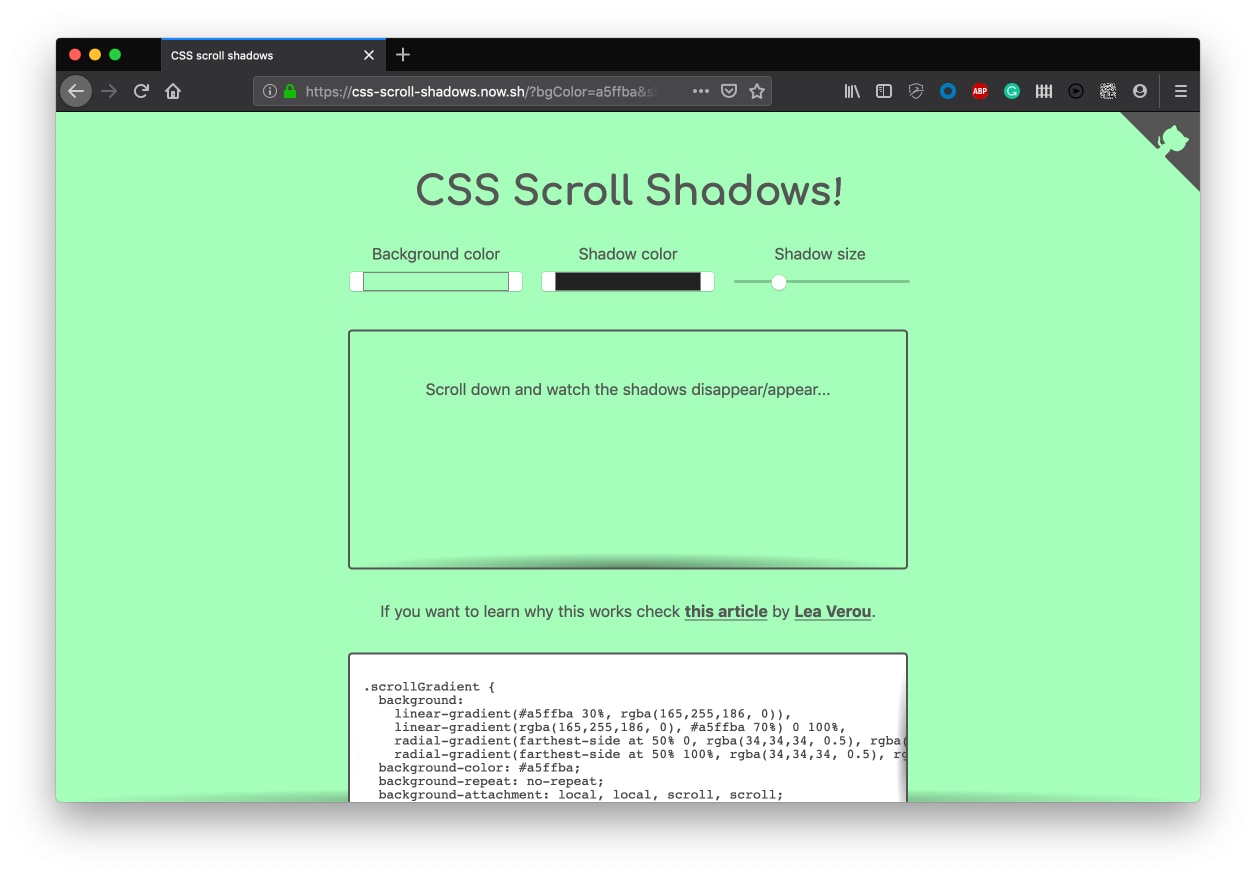 CSS scroll shadows
https://css-scroll-shadows.now.sh/?bgColor=a5ffba&s
ABP
CSS Scroll Shadows!
Background color
Shadow color
Shadow size
Scroll down and watch the shadows disappear/appear...
If you want to learn why this works check this article by Lea Verou.
.scrollGradient {
background:
linear-gradient(#a5ffba 30%, rgba(165,255,186, 0)),
linear-gradient(rgba(165,255,186, 0), #a5ffba 70%) 0 100%,
radial-gradient(farthest-side at 50% 0, rgba(34,34,34, 0.5), rgba(
radial-gradient(farthest-side at 50% 100%, rgba(34,34,34, 0.5), rg
background-color: #a5ffba;
background-repeat: no-repeat;
background-attachment: local, local, scroll, scroll;